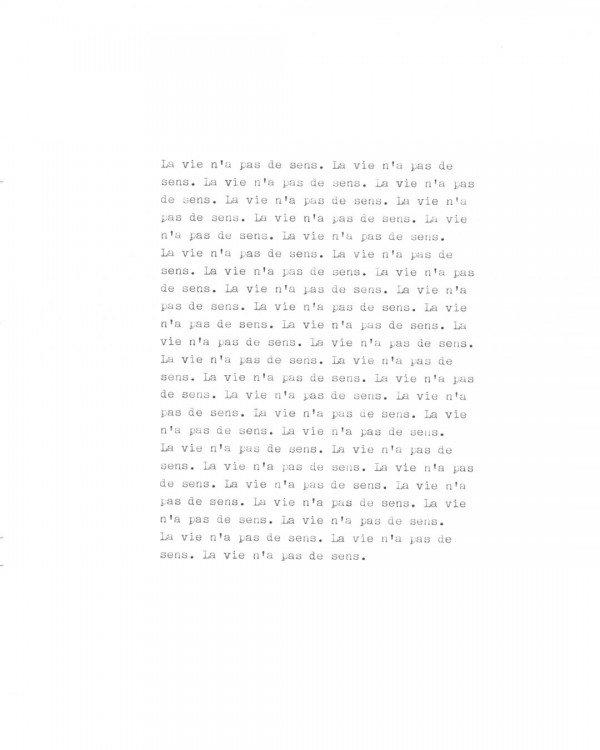 La vie n'a pas de sens. La vie n'a pas de
sens. La vie n'a pas de sens. La vie n'a pas
de sens. La vie n'a pas de sens. La vie n'a
pas de sens. La vie n'a pas de sens. La vie
n'a pas de sens. La vie n'a pas de sens.
La vie n'a pas de sens. La vie n'a pas de
sens. La vie n'a pas de sens. La vie n'a pas
de sens. La vie n'a pas de sens. La vie n'a
pas de sens. La vie n'a pas de sens. La vie
n'a pas de sens. La vie n'a pas de sens. La
vie n'a pas de sens. La vie n'a pas de sens.
La vie n'a pas de sens. La vie n'a pas de
sens. La vie n'a pas de sens. La vie n'a pas
de sens. La vie n'a pas de sens. La vie n'a
pas de sens. La vie n'a pas de sens. La vie
n'a pas de sens. La vie n'a pas de sens.
La vie n'a pas de sens. La vie n'a pas de
sens. La vie n'a pas de sens. La vie n'a pas
de sens. La vie n'a pas de sens. La vie n'a
pas de sens. La vie n'a pas de sens. La vie
n'a pas de sens. La vie n'a pas de sens.
La vie n'a pas de sens. La vie n'a pas de
sens. La vie n'a pas de sens.